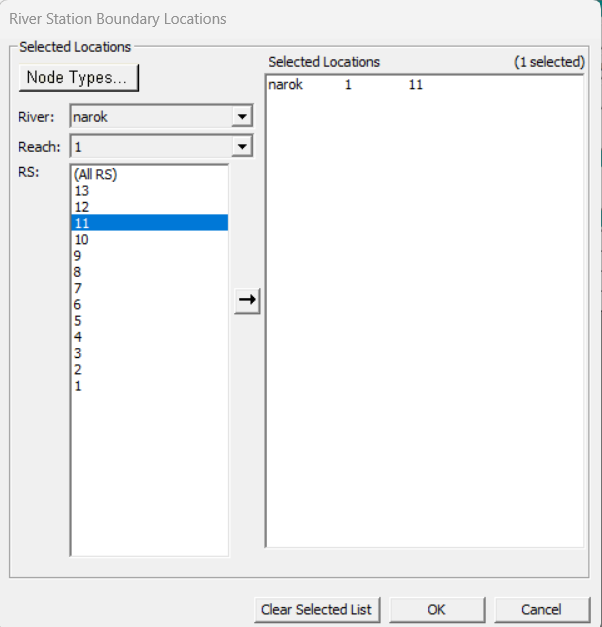 River Station Boundary Locations
Selected Locations
Node Types...
River: narok
Reach: 1
RS:
(All RS)
13
12
11
10
9
8
7
6
5
4
3
2
1
Selected Locations (1 selected)
narok 1 11
Clear Selected List OK Cancel